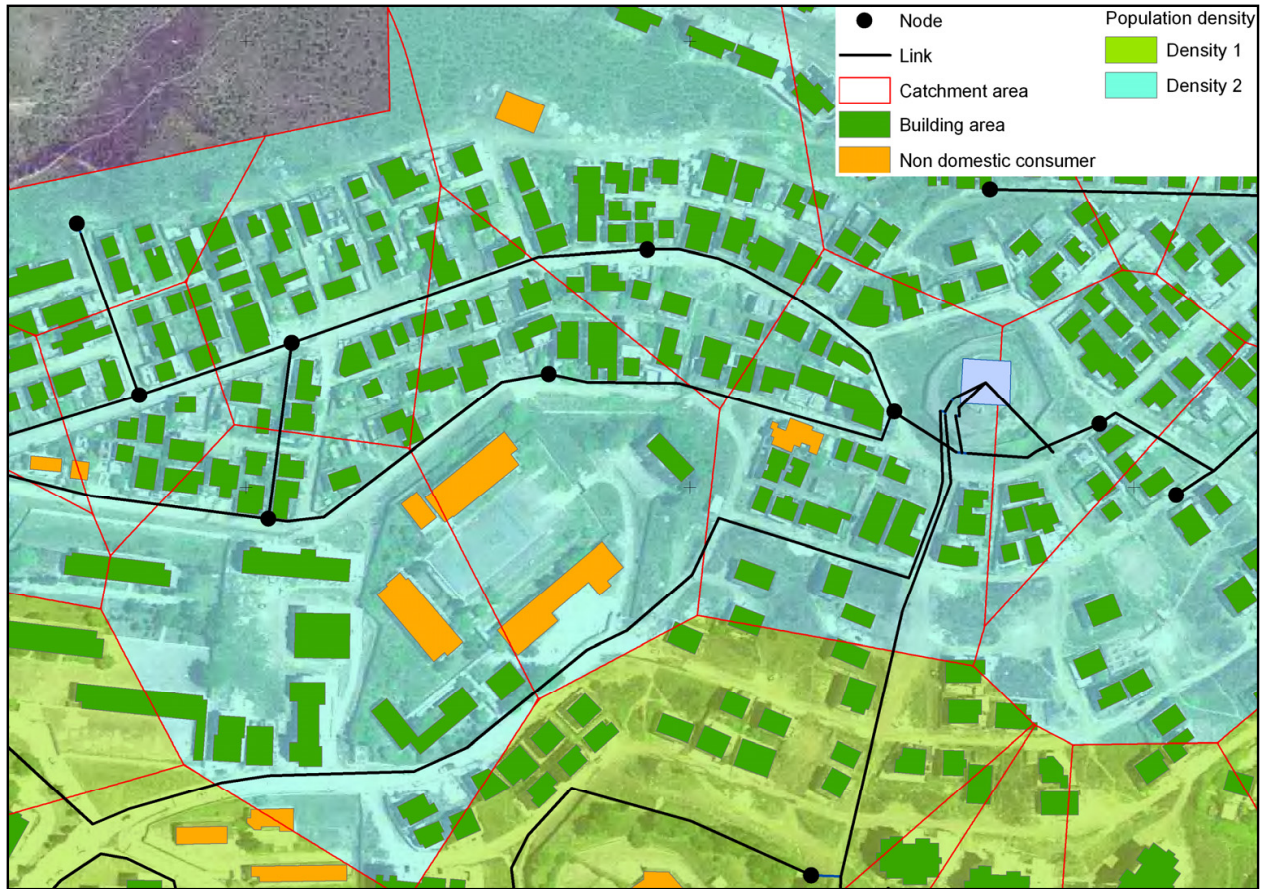 Node
Link
Catchment area
Building area
Non domestic consumer
Population density
Density 1
Density 2